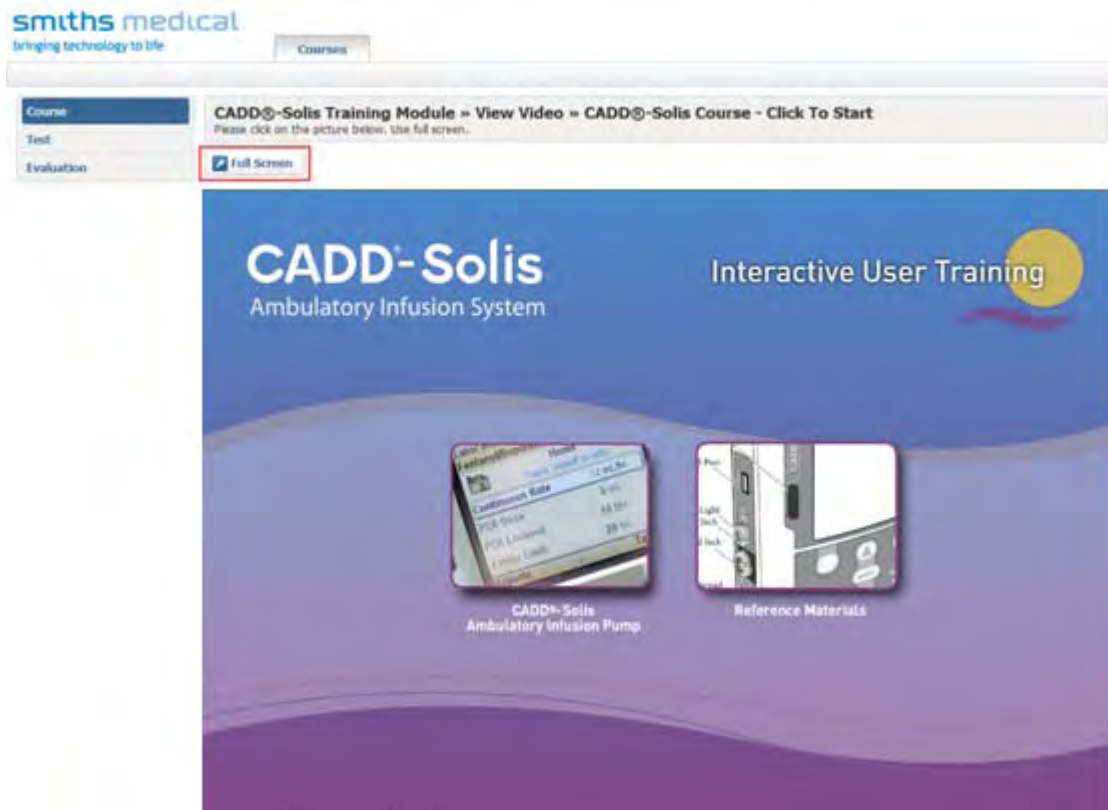 smiths medical
bringing technology to life
Courses
Course
Test
Evaluation
CADD®-Solis Training Module » View Video » CADD®-Solis Course - Click To Start
Please click on the picture below. Use full screen.
Full Screen
CADD®-Solis
Ambulatory Infusion System
Interactive User Training
Home
Continuous Rate
PCA Dose
PCA Lockout
Light
CADD®-Solis
Ambulatory Infusion Pump
Reference Materials